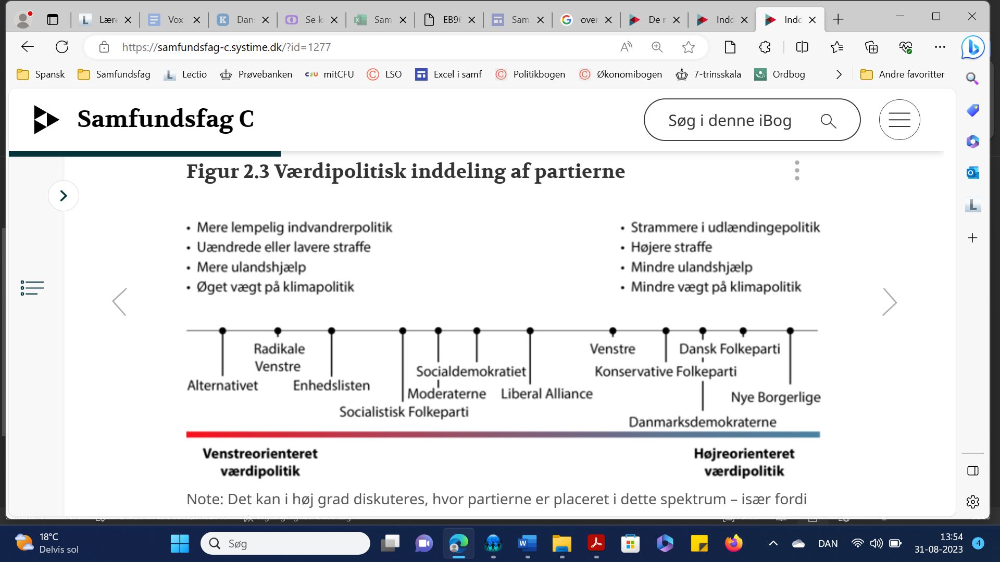 Lære
Vox
Dans
Se k
Sam
EB96
Sam
over
De r
Indd
Indd
https://samfundsfag-c.systime.dk/?id=1277
Spansk
Samfundsfag
Lectio
Prøvebanken
mitCFU
LSO
Excel i samf
Politikbogen
Økonomibogen
7-trinsskala
Ordbog
Andre favoritter
Samfundsfag C
Søg i denne iBog
Figur 2.3 Værdipolitisk inddeling af partierne
• Mere lempelig indvandrerpolitik
• Uændrede eller lavere straffe
• Mere ulandshjælp
• Øget vægt på klimapolitik
• Strammere i udlændingepolitik
• Højere straffe
• Mindre ulandshjælp
• Mindre vægt på klimapolitik
Radikale
Venstre
Venstre
Dansk Folkeparti
Socialdemokratiet
Konservative Folkeparti
Alternativet
Enhedslisten
Moderaterne
Liberal Alliance
Nye Borgerlige
Socialistisk Folkeparti
Danmarksdemokraterne
Venstreorienteret
værdipolitik
Højreorienteret
værdipolitik
Note: Det kan i høj grad diskuteres, hvor partierne er placeret i dette spektrum – især fordi
18°C
Delvis sol
Søg
DAN
13:54
31-08-2023
4